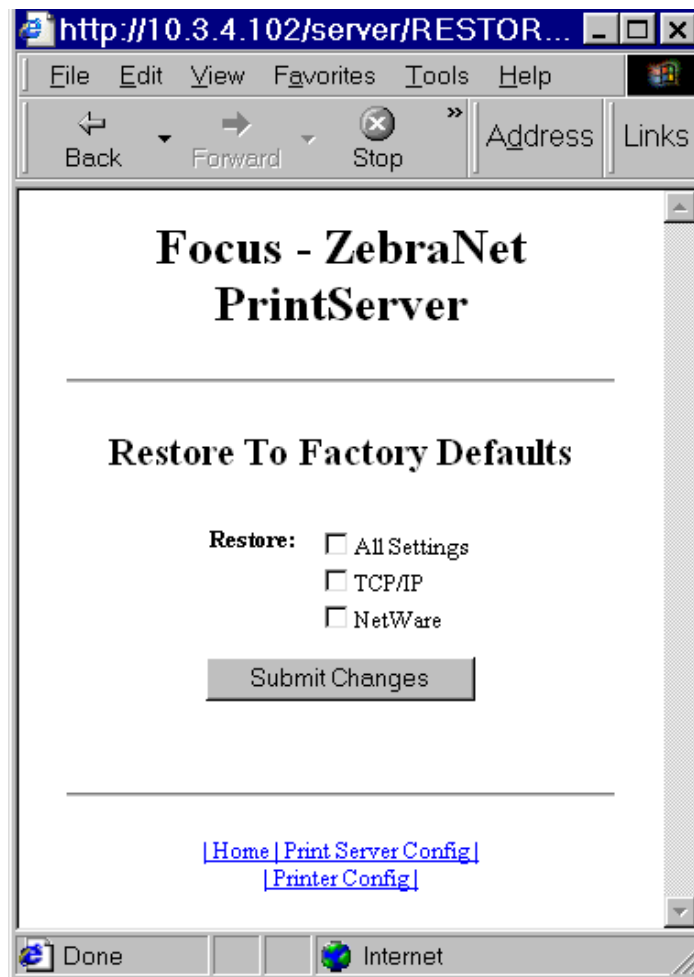 http://10.3.4.102/server/RESTOR...
File Edit View Favorites Tools Help
Back Forward Stop » Address Links
Focus - ZebraNet
PrintServer
Restore To Factory Defaults
Restore: All Settings
TCP/IP
NetWare
Submit Changes
| Home | Print Server Config |
| Printer Config |
Done Internet